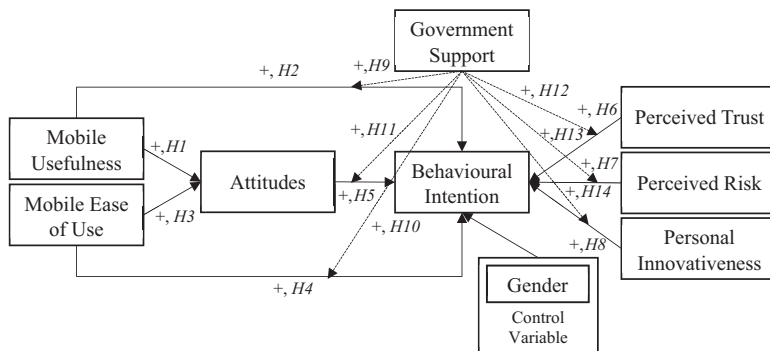 Government
Support
+, H2
+,H9
+, H12
+, H6
Perceived Trust
Mobile
Usefulness
+,H1
+, H11
+,H13
Attitudes
Behavioural
Intention
+, H5
+,H7
+, H14
Perceived Risk
Mobile Ease
of Use
+, H3
+, H10
+,H8
Personal
Innovativeness
+, H4
Gender
Control
Variable